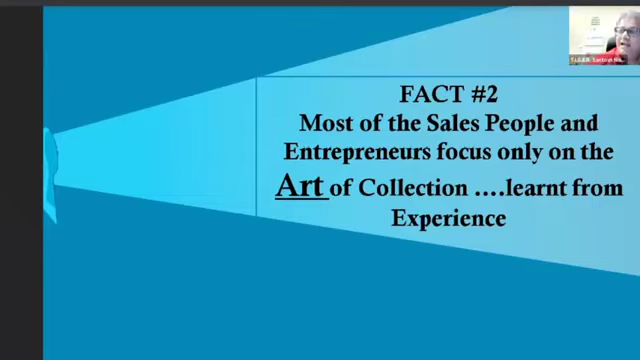 FACT #2
Most of the Sales People and
Entrepreneurs focus only on the
Art of Collection ....learnt from
Experience